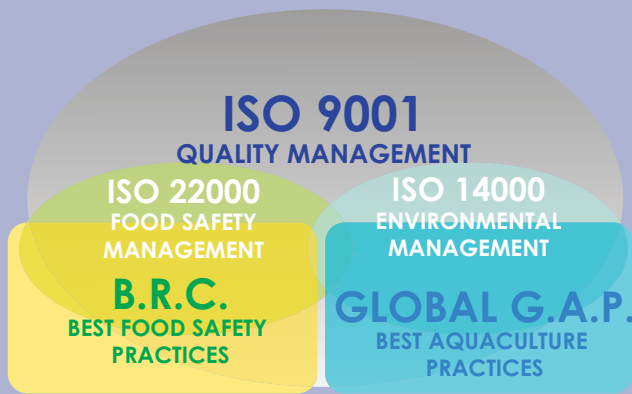 ISO 9001
QUALITY MANAGEMENT
ISO 22000
FOOD SAFETY
MANAGEMENT
ISO 14000
ENVIRONMENTAL
MANAGEMENT
B.R.C.
BEST FOOD SAFETY
PRACTICES
GLOBAL G.A.P.
BEST AQUACULTURE
PRACTICES